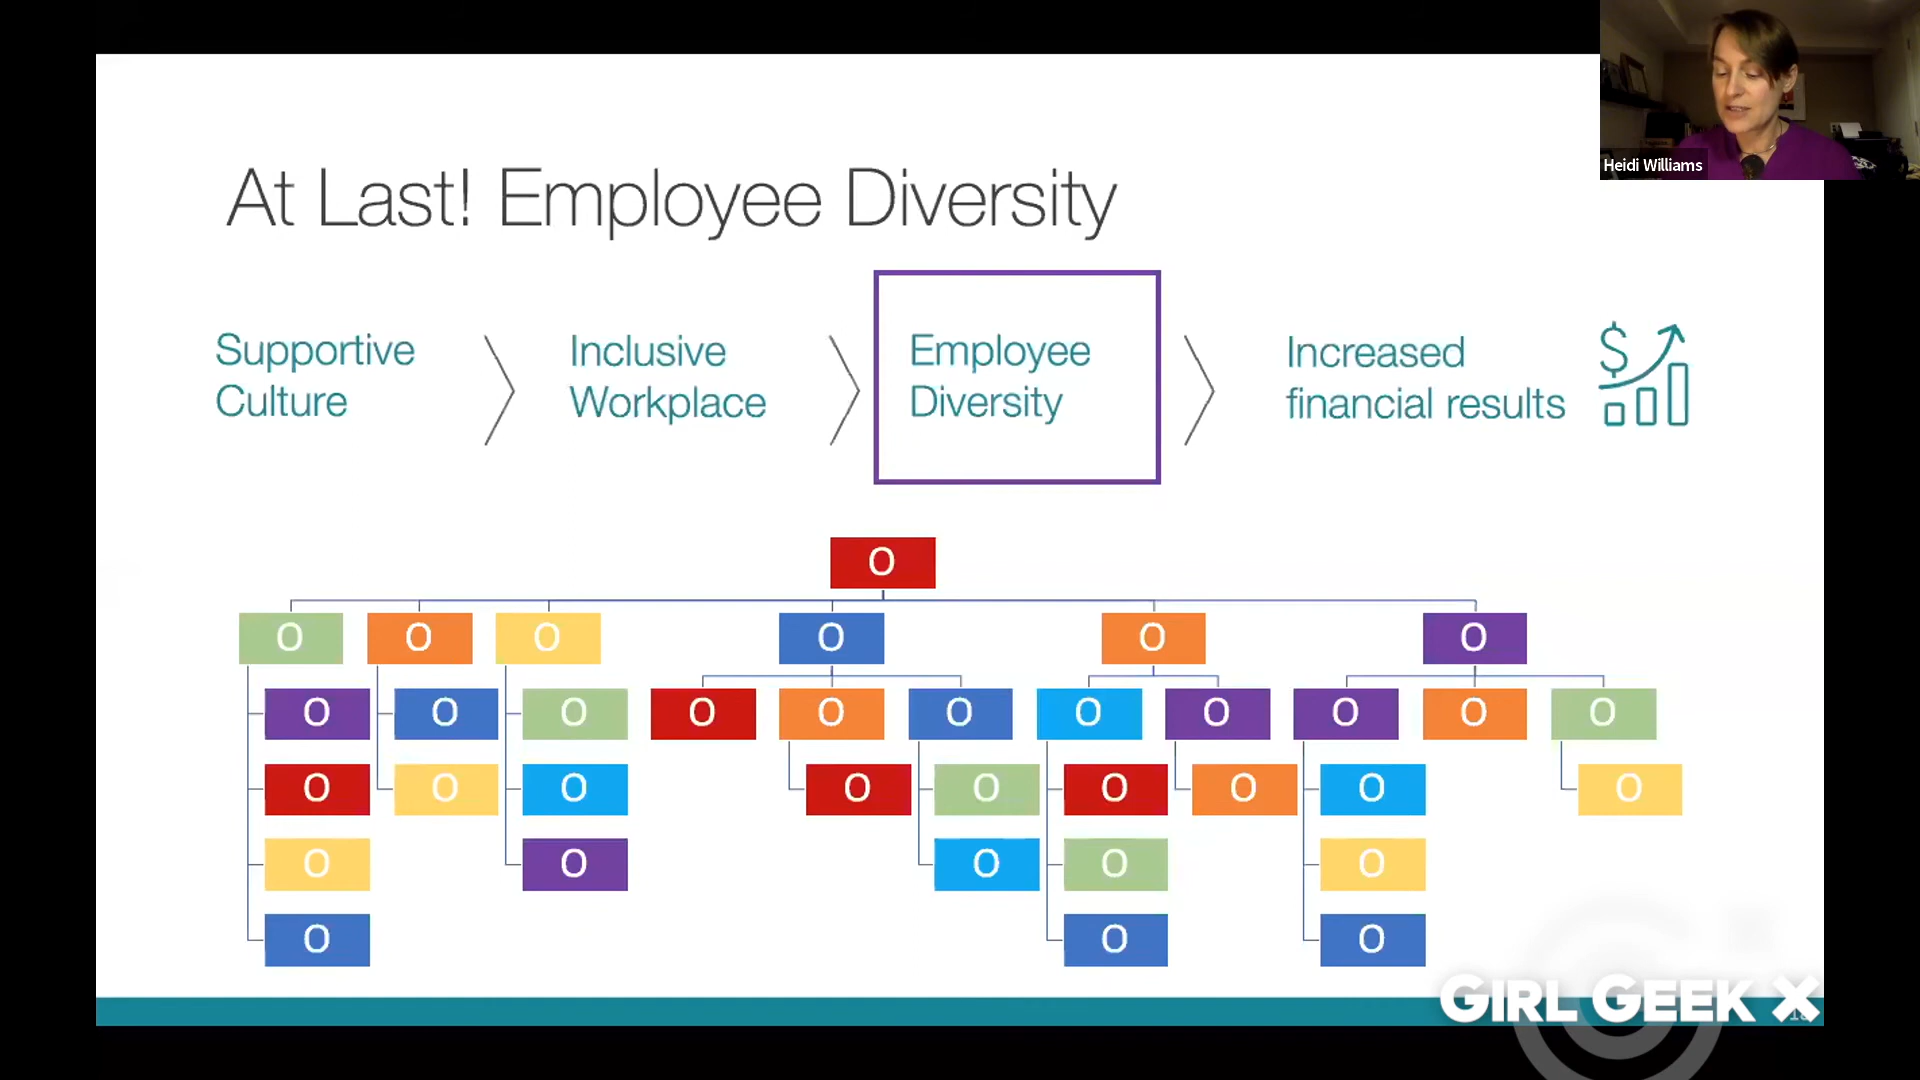 Heidi Williams
At Last! Employee Diversity
Supportive
Culture
Inclusive
Workplace
Employee
Diversity
Increased
financial results
$
O
O O O O O O
O O O O O O O O O O O
O O O O O O O O O O
O O O O O
O O O
GIRL GEEK X